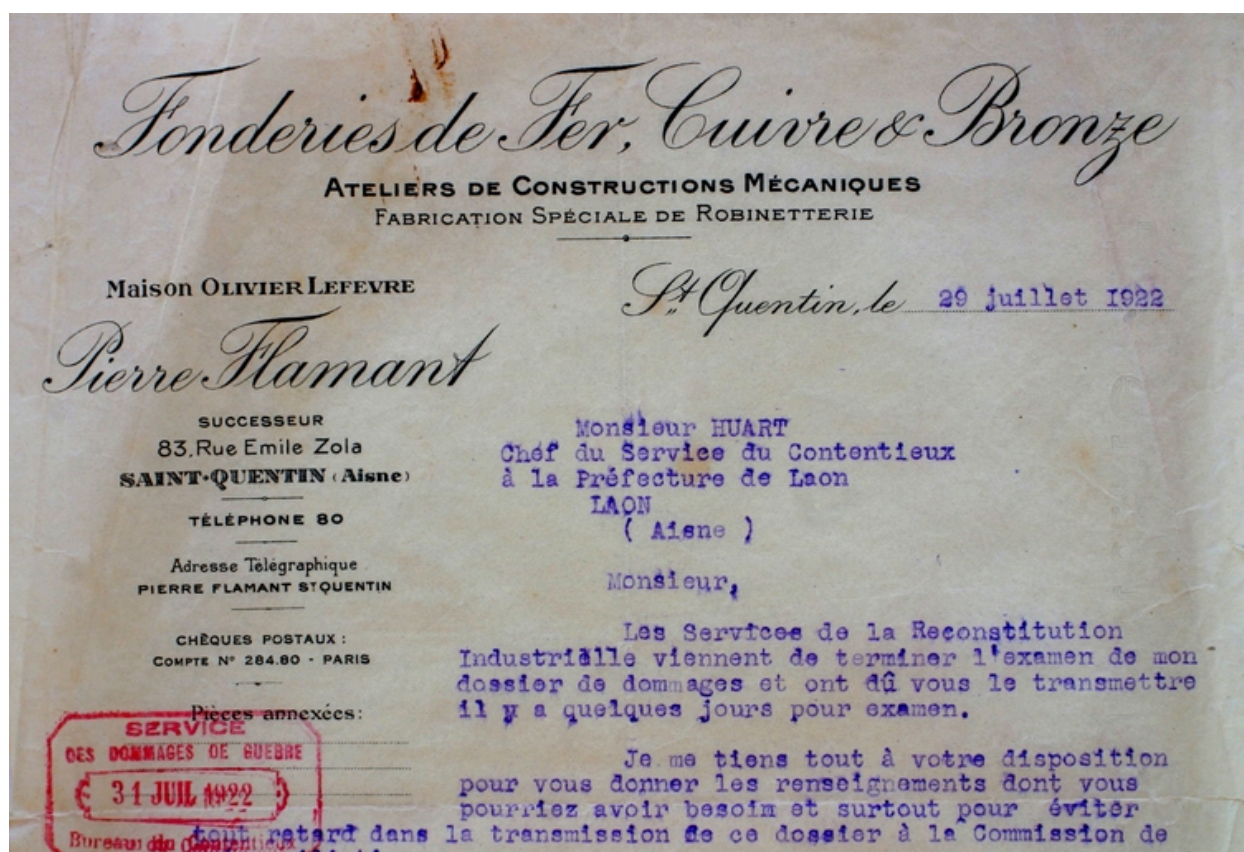 Fonderies de Fer, Cuivre & Bronze
ATELIERS DE CONSTRUCTIONS MÉCANIQUES
FABRICATION SPÉCIALE DE ROBINETTERIE
Maison OLIVIER LEFEVRE
St Quentin, le 29 juillet 1922
Pierre Flamant
SUCCESSEUR
83, Rue Emile Zola
SAINT-QUENTIN (Aisne)
TÉLÉPHONE 80
Adresse Télégraphique
PIERRE FLAMANT ST QUENTIN
CHÈQUES POSTAUX :
COMPTE N° 284.80 - PARIS
Pièces annexées :
Monsieur HUART
Chef du Service du Contentieux
à la Préfecture de Laon
LAON
( Aisne )
Monsieur,
Les Services de la Reconstitution
Industrielle viennent de terminer l'examen de mon
dossier de dommages et ont dû vous le transmettre
il y a quelques jours pour examen.
Je me tiens tout à votre disposition
pour vous donner les renseignements dont vous
pourriez avoir besoim et surtout pour éviter
tout retard dans la transmission de ce dossier à la Commission de
SERVICE
DES DOMMAGES DE GUERRE
31 JUIL 1922
Bureau du Contentieux